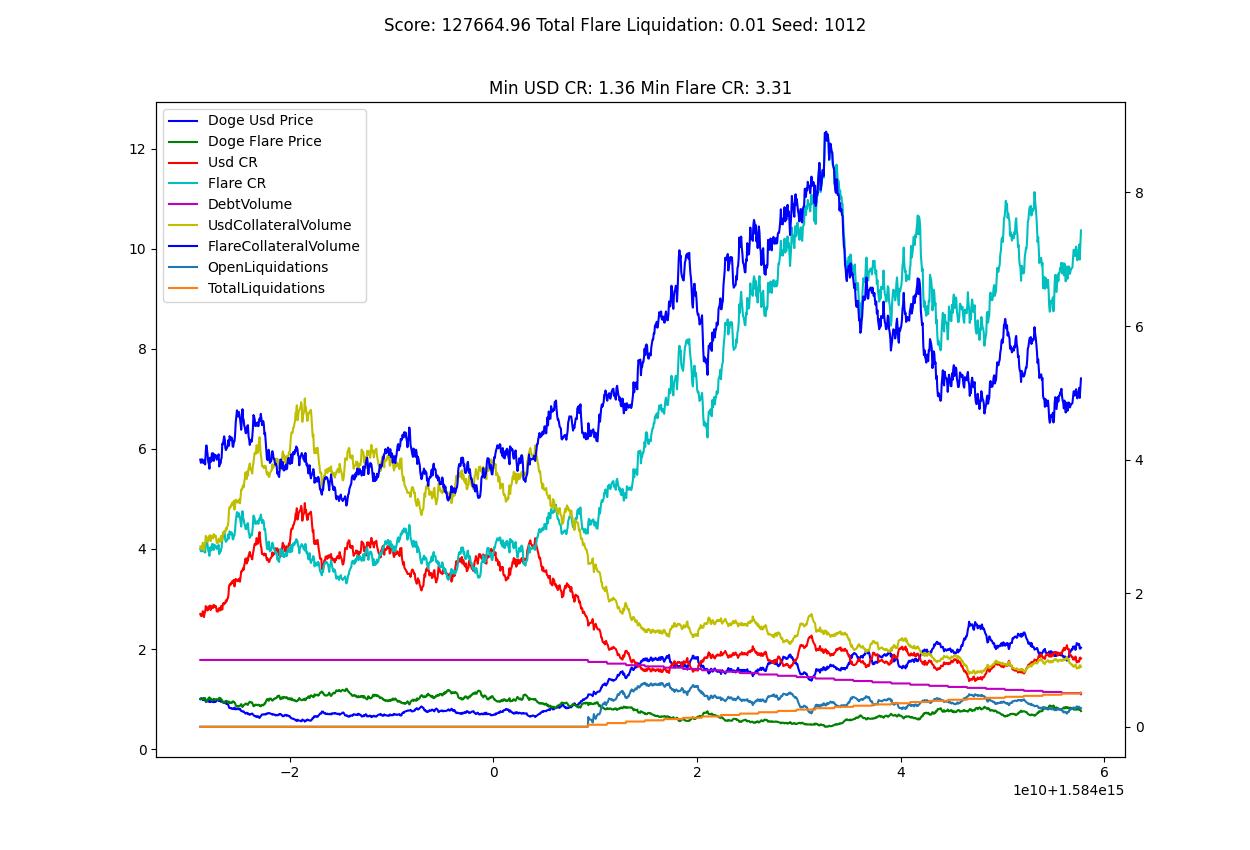 Score: 127664.96 Total Flare Liquidation: 0.01 Seed: 1012
Min USD CR: 1.36 Min Flare CR: 3.31
Doge Usd Price
Doge Flare Price
Usd CR
Flare CR
DebtVolume
UsdCollateralVolume
FlareCollateralVolume
OpenLiquidations
TotalLiquidations
12
10
8
6
4
2
0
8
6
4
2
0
−2
0
2
4
6
1e10+1.584e15